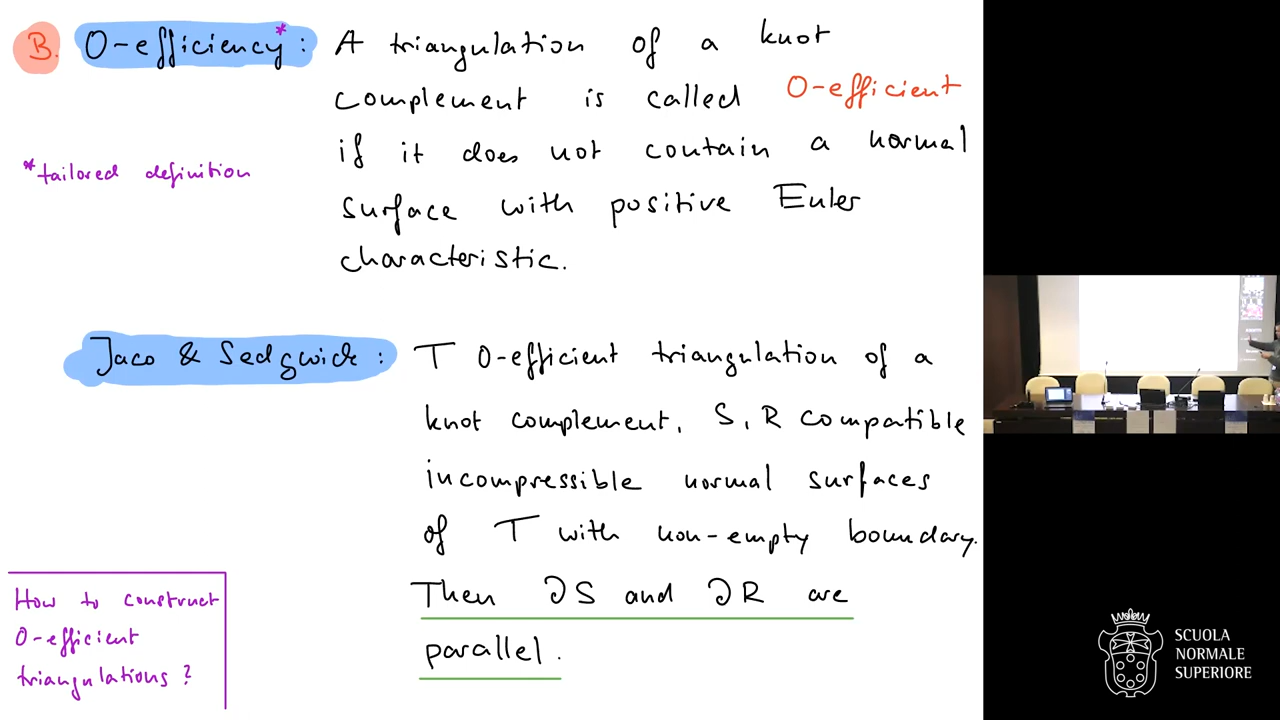 B. 0-efficiency*: A triangulation of a knot
complement is called 0-efficient
if it does not contain a normal
surface with positive Euler
characteristic.
*tailored definition
Jaco & Sedgwick: T 0-efficient triangulation of a
knot complement, S, R compatible
incompressible normal surfaces
of T with non-empty boundary.
Then ∂S and ∂R are
parallel.
How to construct
0-efficient
triangulations?
SCUOLA
NORMALE
SUPERIORE